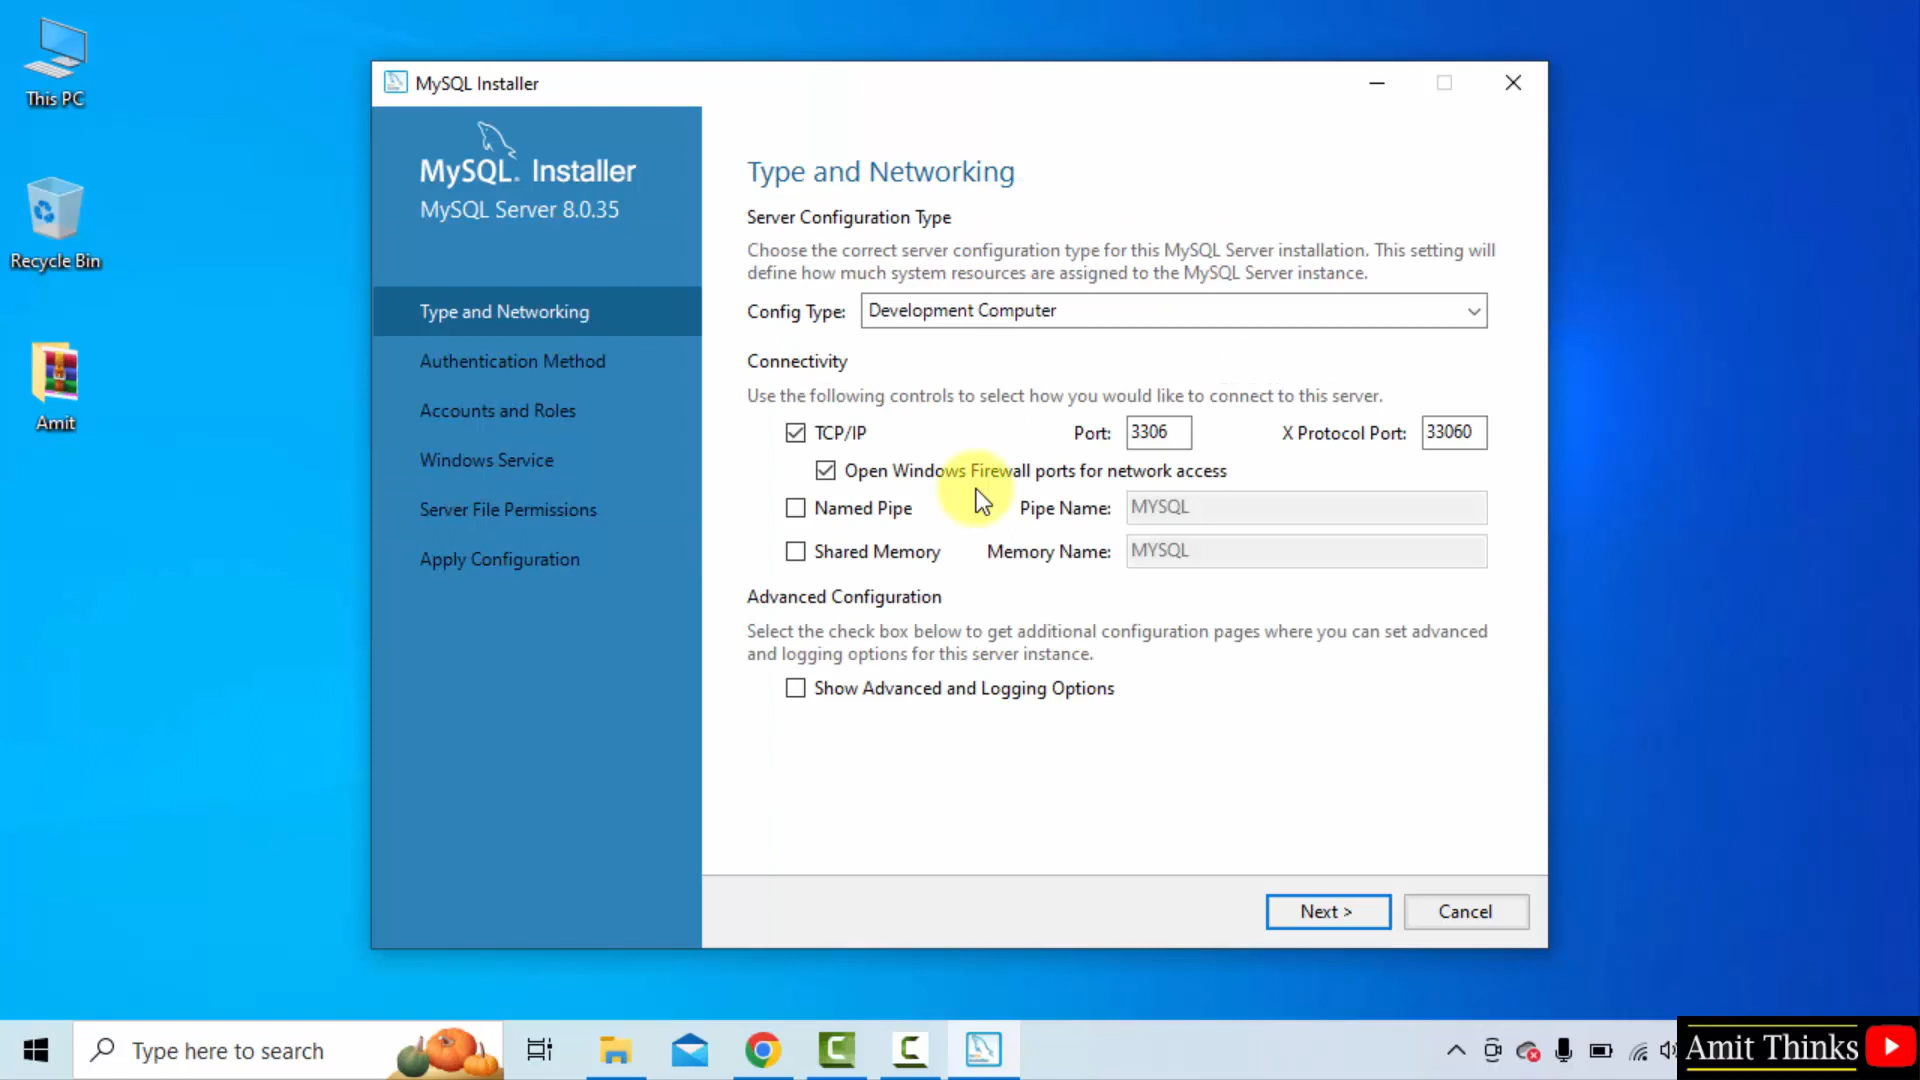 This PC
Recycle Bin
Amit
MySQL Installer
MySQL. Installer
MySQL Server 8.0.35
Type and Networking
Authentication Method
Accounts and Roles
Windows Service
Server File Permissions
Apply Configuration
Type and Networking
Server Configuration Type
Choose the correct server configuration type for this MySQL Server installation. This setting will
define how much system resources are assigned to the MySQL Server instance.
Config Type: Development Computer
Connectivity
Use the following controls to select how you would like to connect to this server.
TCP/IP Port: 3306 X Protocol Port: 33060
Open Windows Firewall ports for network access
Named Pipe Pipe Name: MYSQL
Shared Memory Memory Name: MYSQL
Advanced Configuration
Select the check box below to get additional configuration pages where you can set advanced
and logging options for this server instance.
Show Advanced and Logging Options
Next > Cancel
Type here to search
Amit Thinks